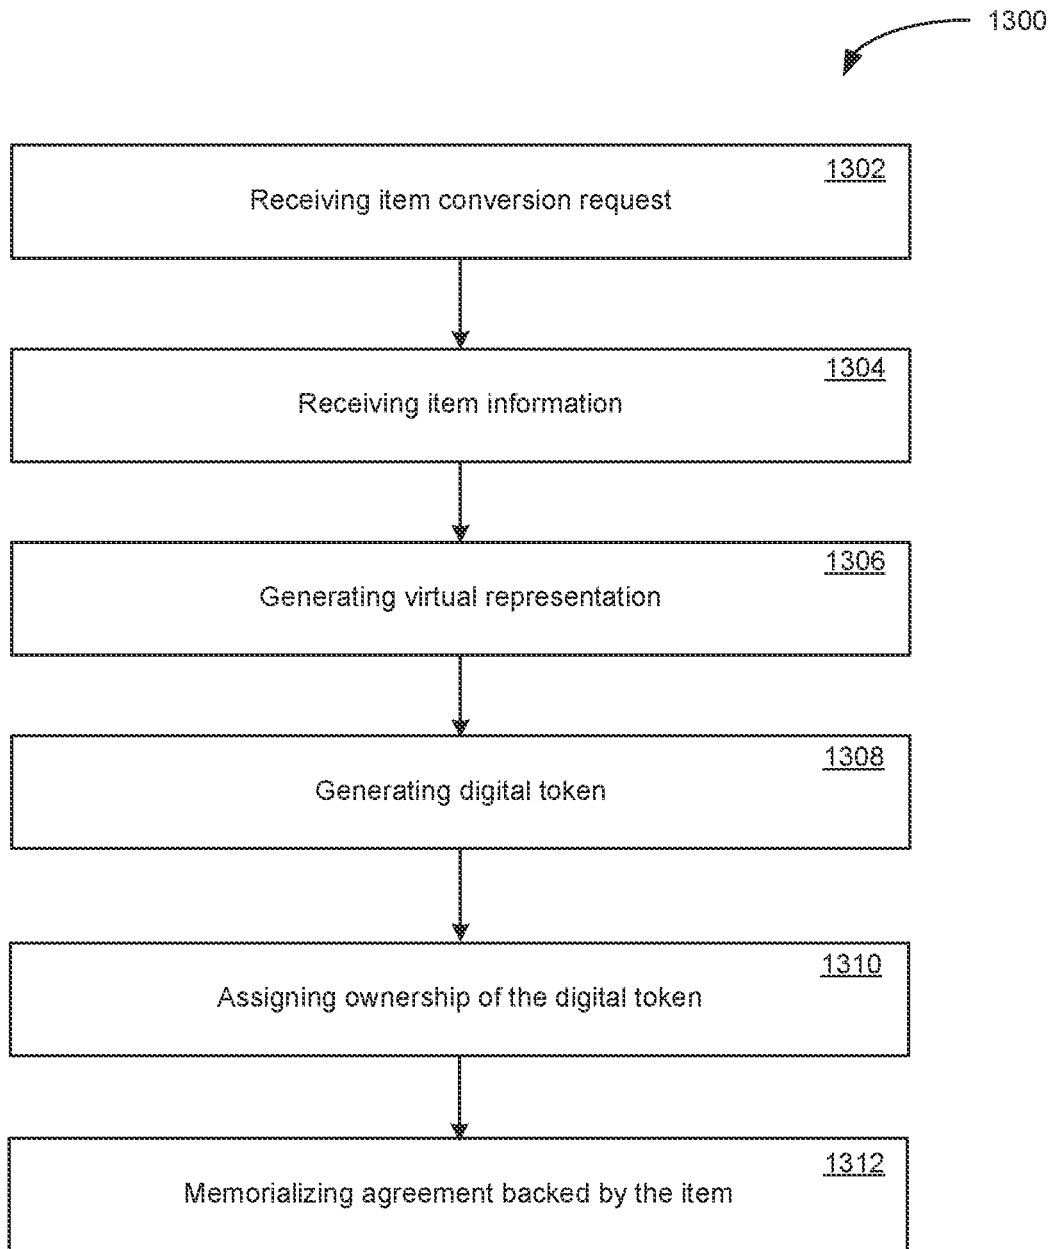 1300
1302
Receiving item conversion request
1304
Receiving item information
1306
Generating virtual representation
1308
Generating digital token
1310
Assigning ownership of the digital token
1312
Memorializing agreement backed by the item